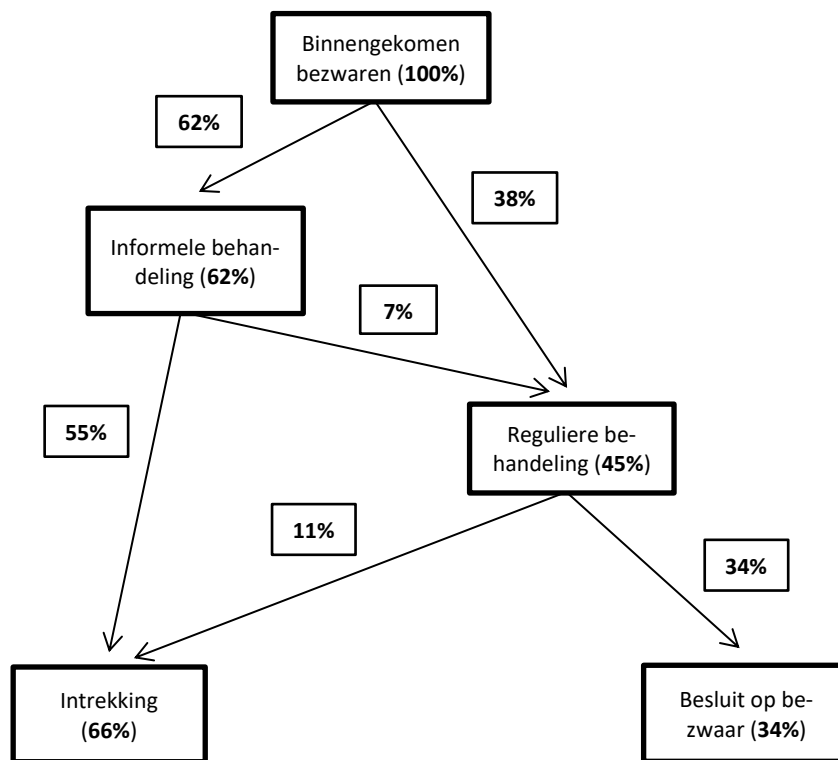 Binnengekomen
bezwaren (100%)
62%
38%
Informele behan-
deling (62%)
7%
55%
Reguliere be-
handeling (45%)
11%
34%
Intrekking
(66%)
Besluit op be-
zwaar (34%)